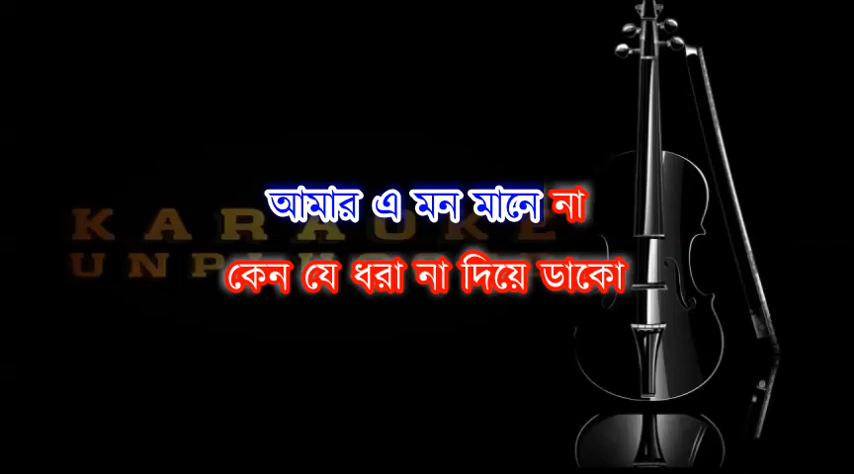 আমার এ মন মানে না
কেন যে ধরা না দিয়ে ডাকো
KARAOKE